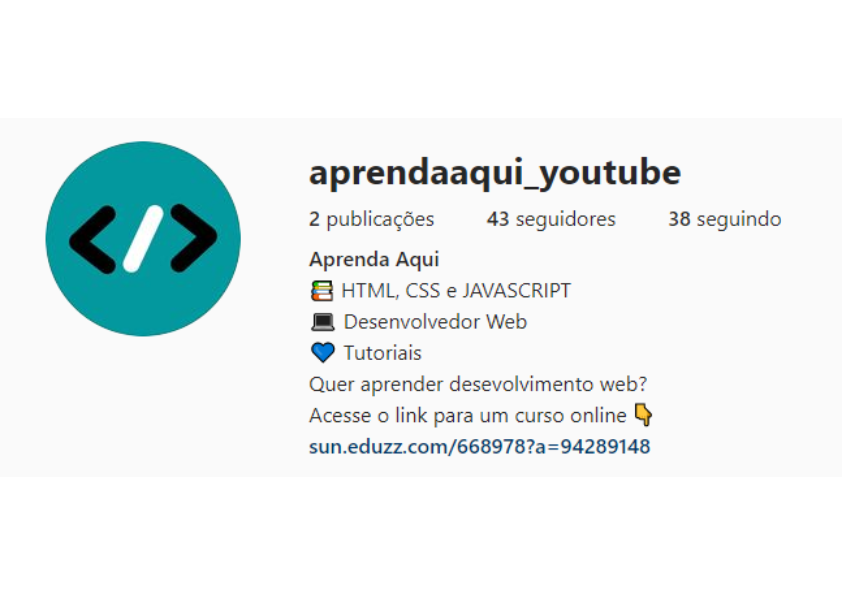 aprendaaqui_youtube
2 publicações 43 seguidores 38 seguindo
Aprenda Aqui
📚 HTML, CSS e JAVASCRIPT
💻 Desenvolvedor Web
💙 Tutoriais
Quer aprender desevolvimento web?
Acesse o link para um curso online 👇
sun.eduzz.com/668978?a=94289148